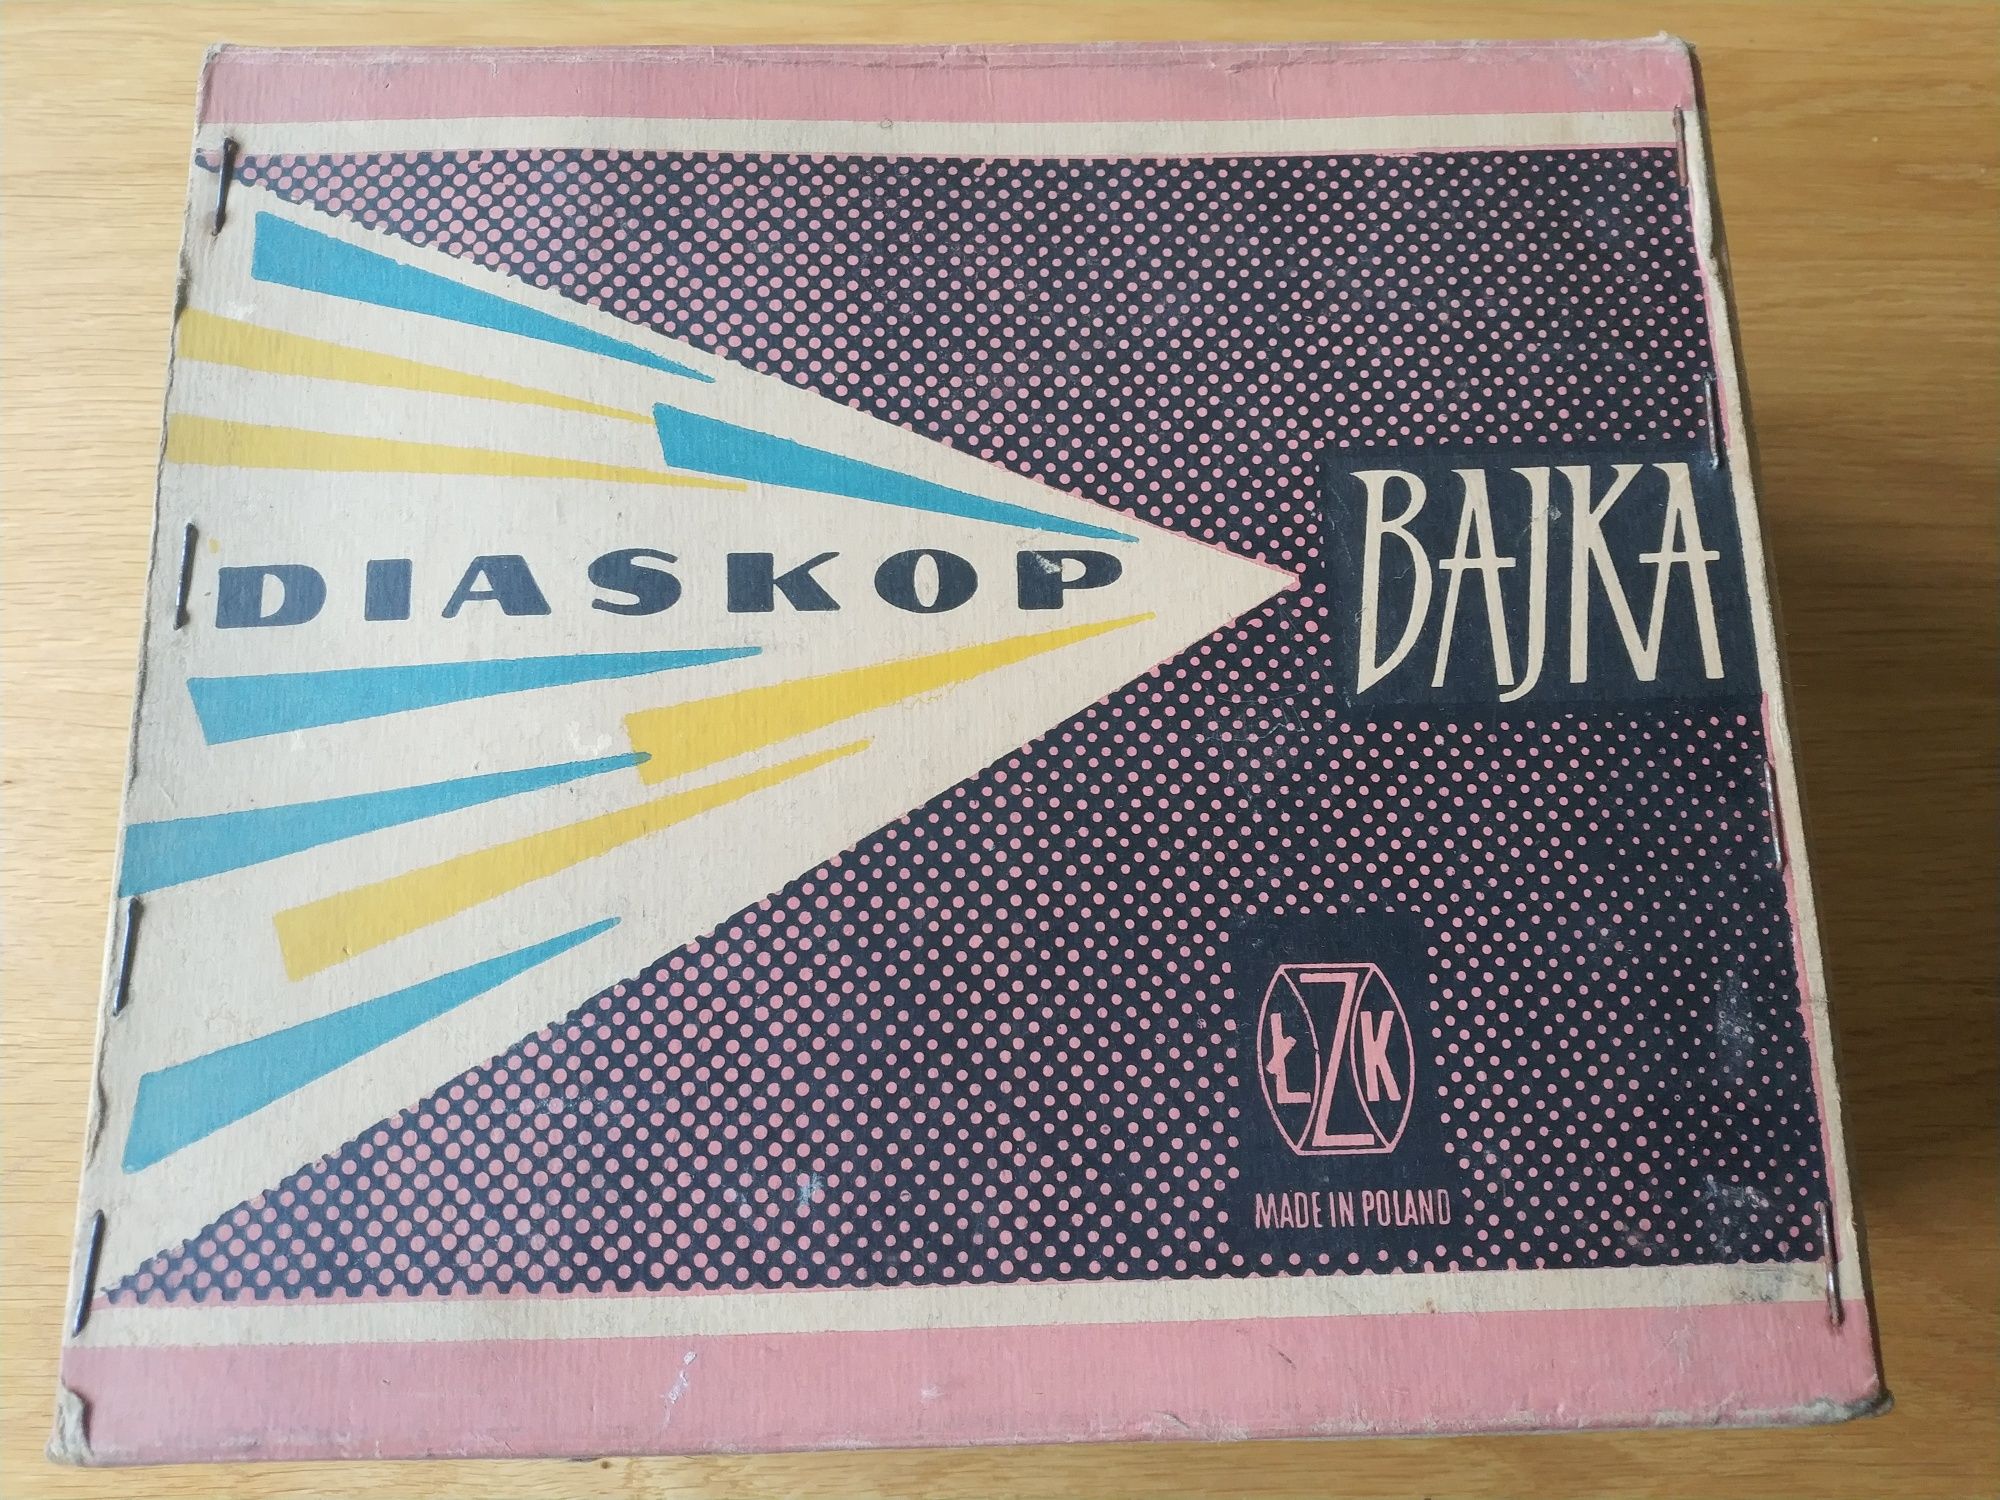 DIASKOP
BAJKA
ŁZK
MADE IN POLAND